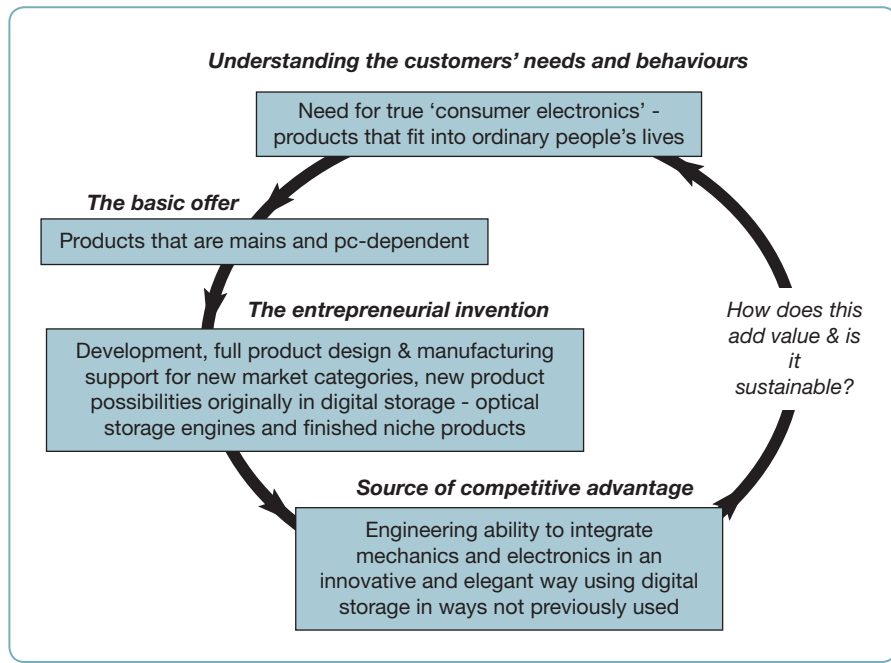 Understanding the customers’ needs and behaviours
Need for true ‘consumer electronics’ -
products that fit into ordinary people’s lives
The basic offer
Products that are mains and pc-dependent
The entrepreneurial invention
Development, full product design & manufacturing
support for new market categories, new product
possibilities originally in digital storage - optical
storage engines and finished niche products
How does this
add value & is
it
sustainable?
Source of competitive advantage
Engineering ability to integrate
mechanics and electronics in an
innovative and elegant way using digital
storage in ways not previously used